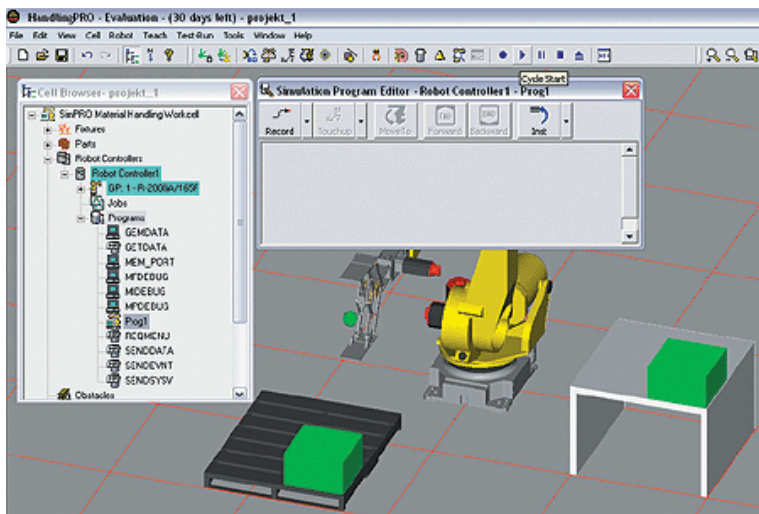 HandlingPRO - Evaluation - (30 days left) - projekt_1
File Edit View Cell Robot Teach Test-Run Tools Window Help
Cycle Start
Cell Browser- projekt_1
SimPRO Material Handling Workcell
Fixtures
Parts
Robot Controllers
Robot Controller1
GP: 1 - R-2000iA/165F
Jobs
Programs
GEMDATA
GETDATA
MEM_PORT
MFDEBUG
MIDEBUG
MPDEBUG
Prog1
REQMENU
SENDDATA
SENDEVNT
SENDSYSV
Obstacles
Simulation Program Editor - Robot Controller1 - Prog1
Record Touchup MoveTo Forward Backward Inst